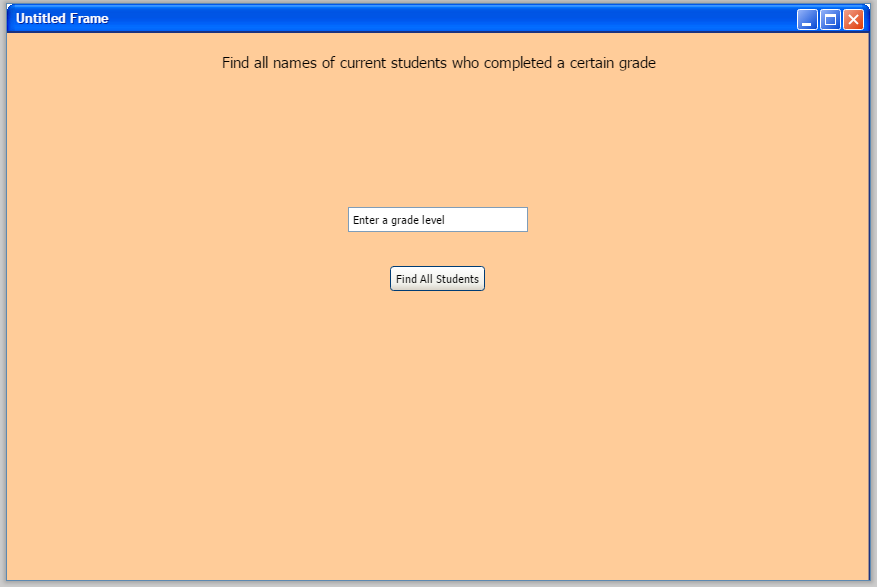 Untitled Frame
Find all names of current students who completed a certain grade
Enter a grade level
Find All Students